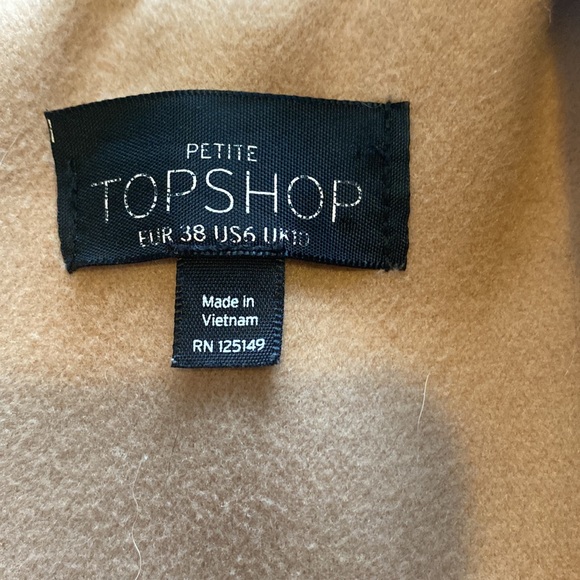 PETITE
TOPSHOP
EUR 38 US6 UK10
Made in
Vietnam
RN 125149